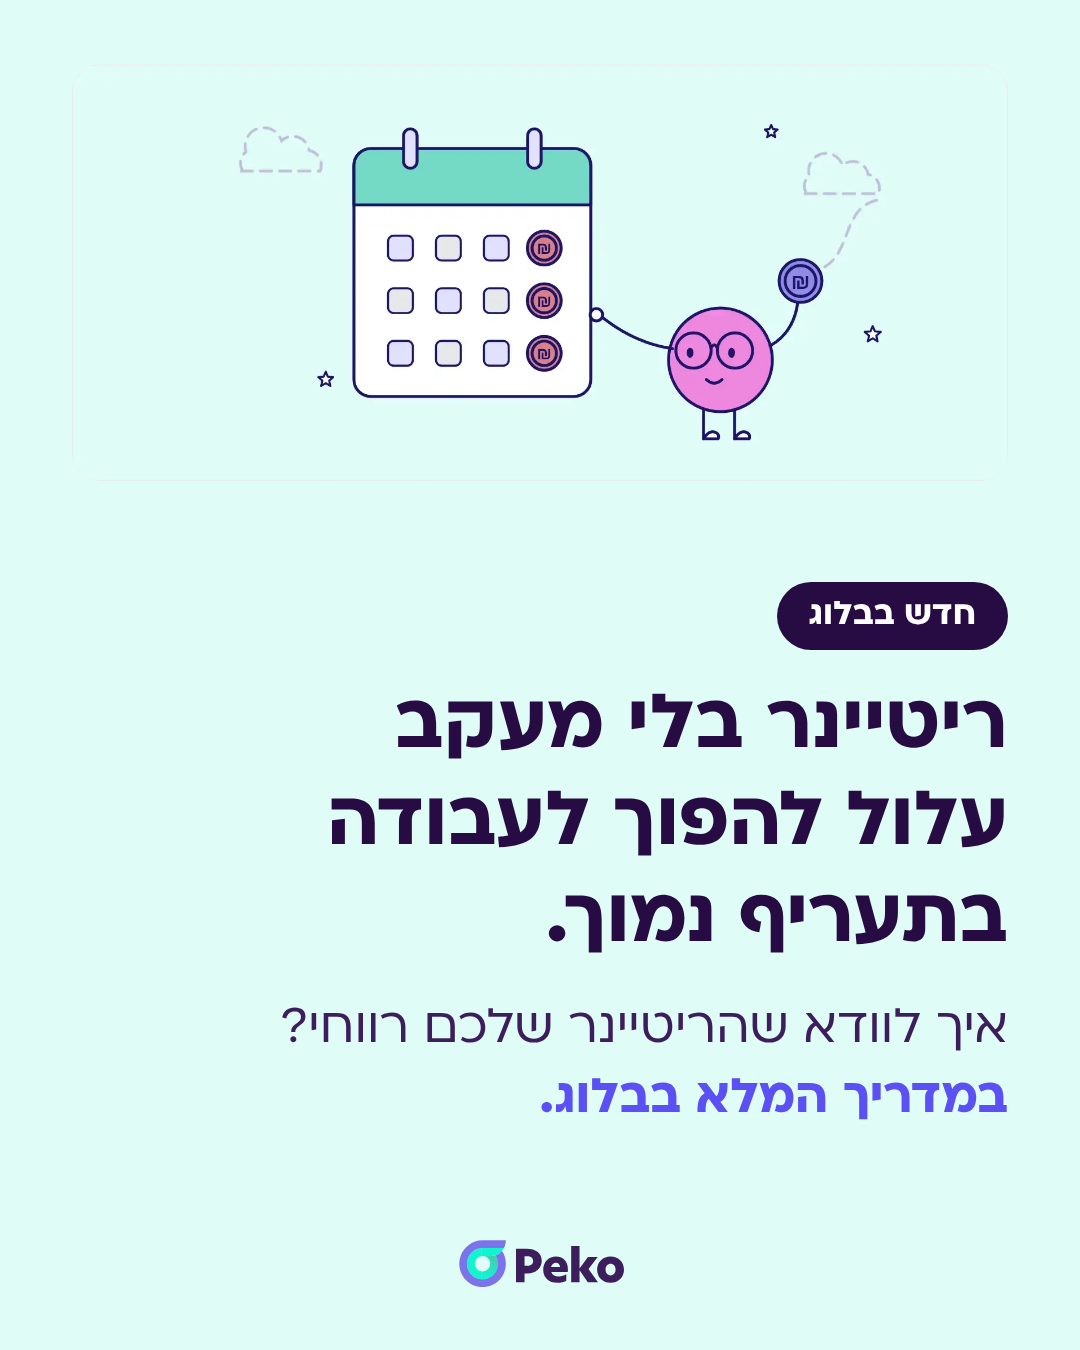 ₪
₪
₪
₪
חדש בבלוג
ריטיינר בלי מעקב
עלול להפוך לעבודה
בתעריף נמוך.
איך לוודא שהריטיינר שלכם רווחי?
במדריך המלא בבלוג.
Peko